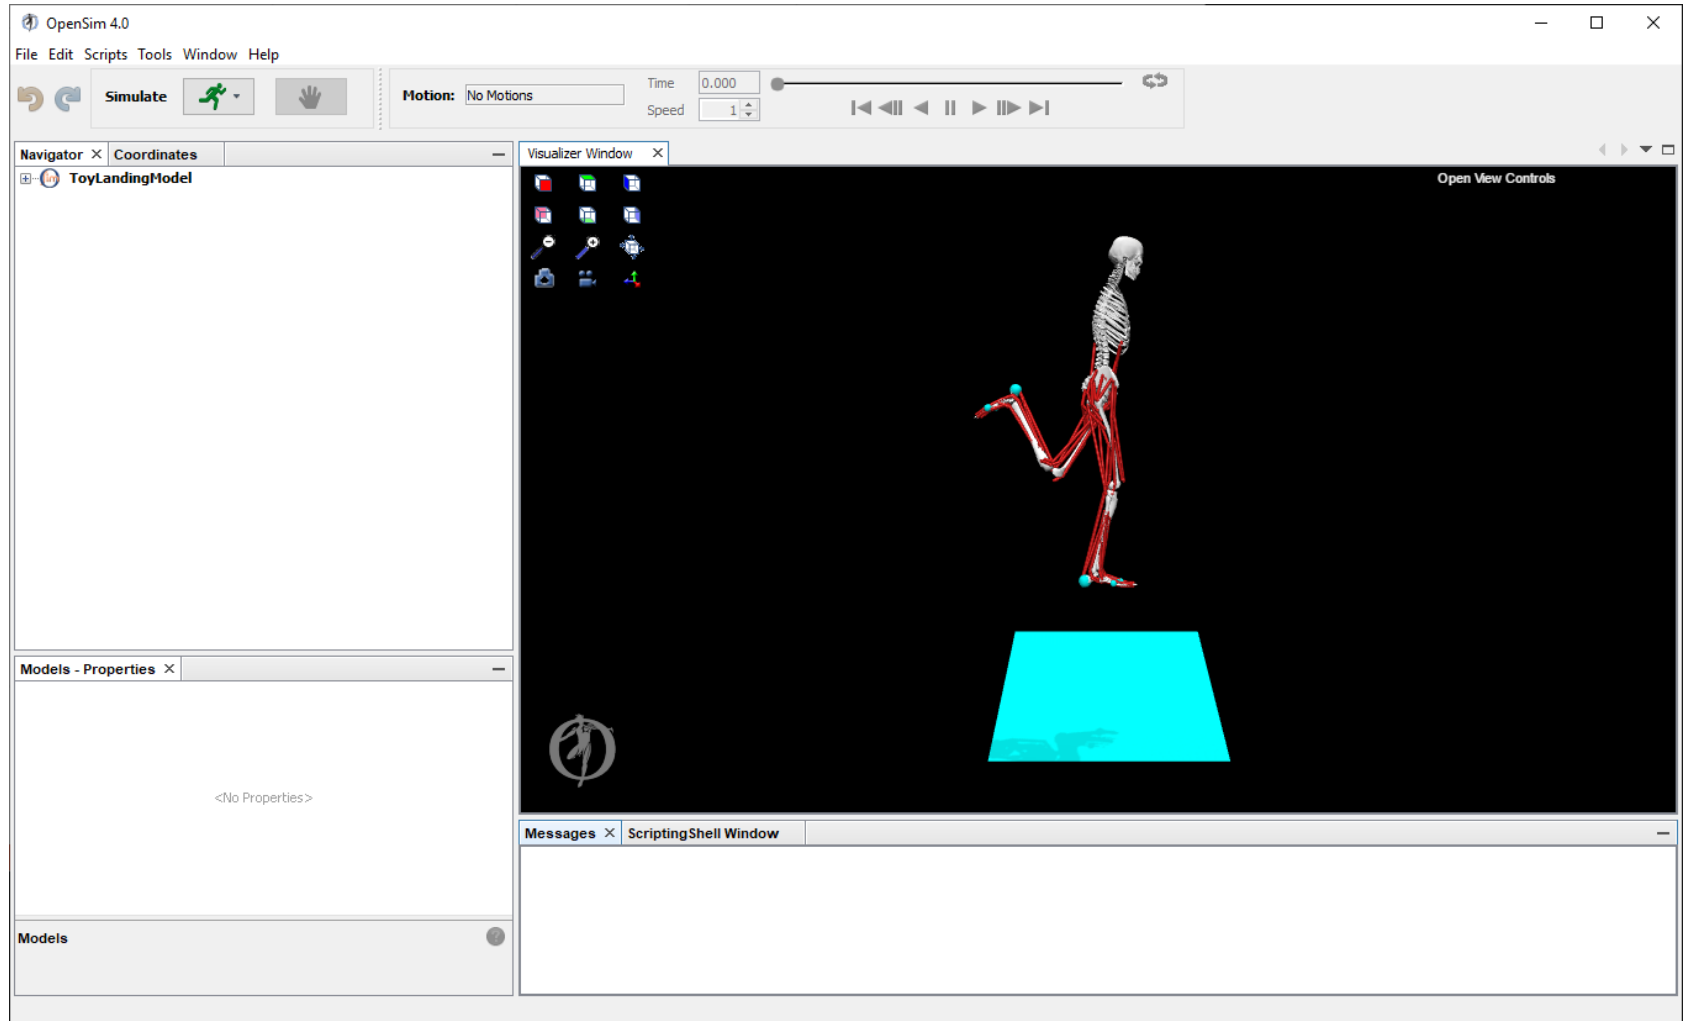 OpenSim 4.0
File Edit Scripts Tools Window Help
Simulate
Motion: No Motions
Time 0.000
Speed 1
Navigator Coordinates
ToyLandingModel
Visualizer Window
Open View Controls
Models - Properties
<No Properties>
Models
Messages ScriptingShell Window